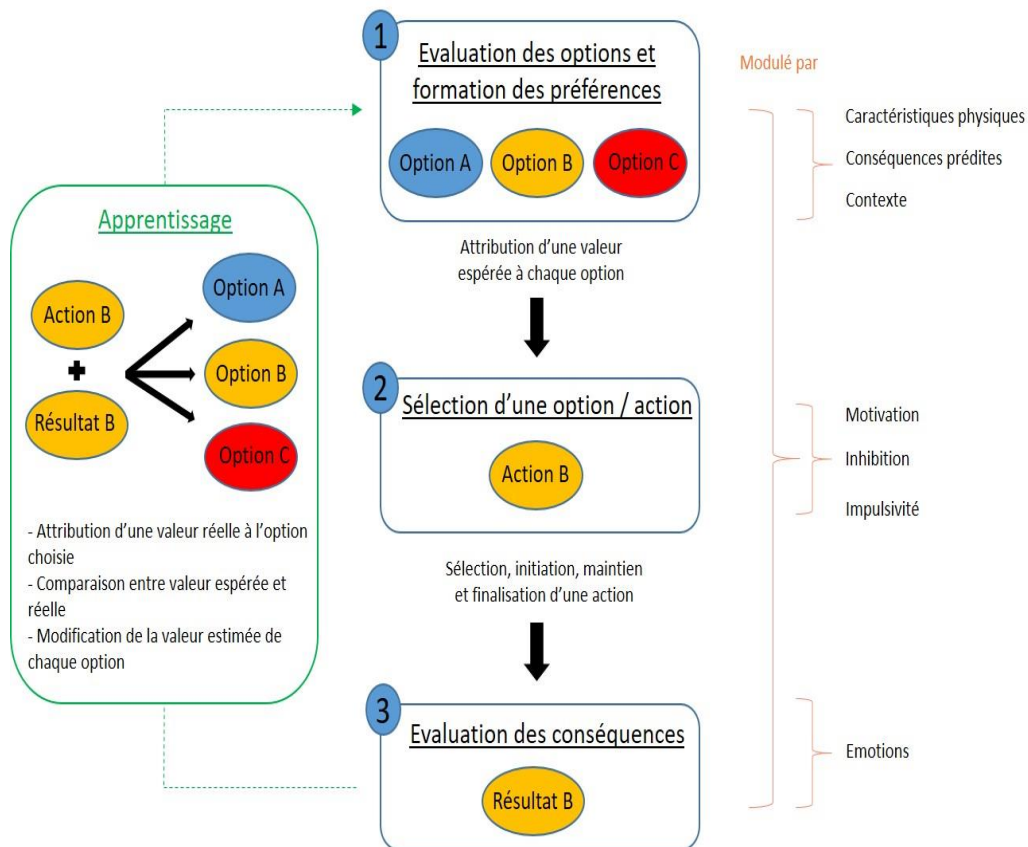 1
Evaluation des options et
formation des préférences
Option A
Option B
Option C
Attribution d'une valeur
espérée à chaque option
2
Sélection d'une option / action
Action B
Sélection, initiation, maintien
et finalisation d'une action
3
Evaluation des conséquences
Résultat B
Apprentissage
Action B
Résultat B
Option A
Option B
Option C
- Attribution d'une valeur réelle à l'option
choisie
- Comparaison entre valeur espérée et
réelle
- Modification de la valeur estimée de
chaque option
Modulé par
Caractéristiques physiques
Conséquences prédites
Contexte
Motivation
Inhibition
Impulsivité
Emotions